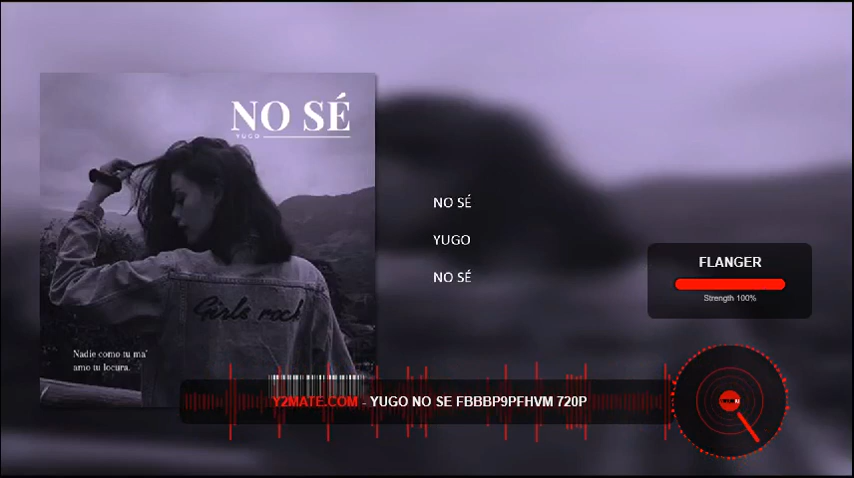 NO SÉ
YUGO
Girls rock
Nadie como tu ma'
amo tu locura.
NO SÉ
YUGO
NO SÉ
FLANGER
Strength 100%
Y2MATE.COM - YUGO NO SE FBBBP9PFHVM 720P